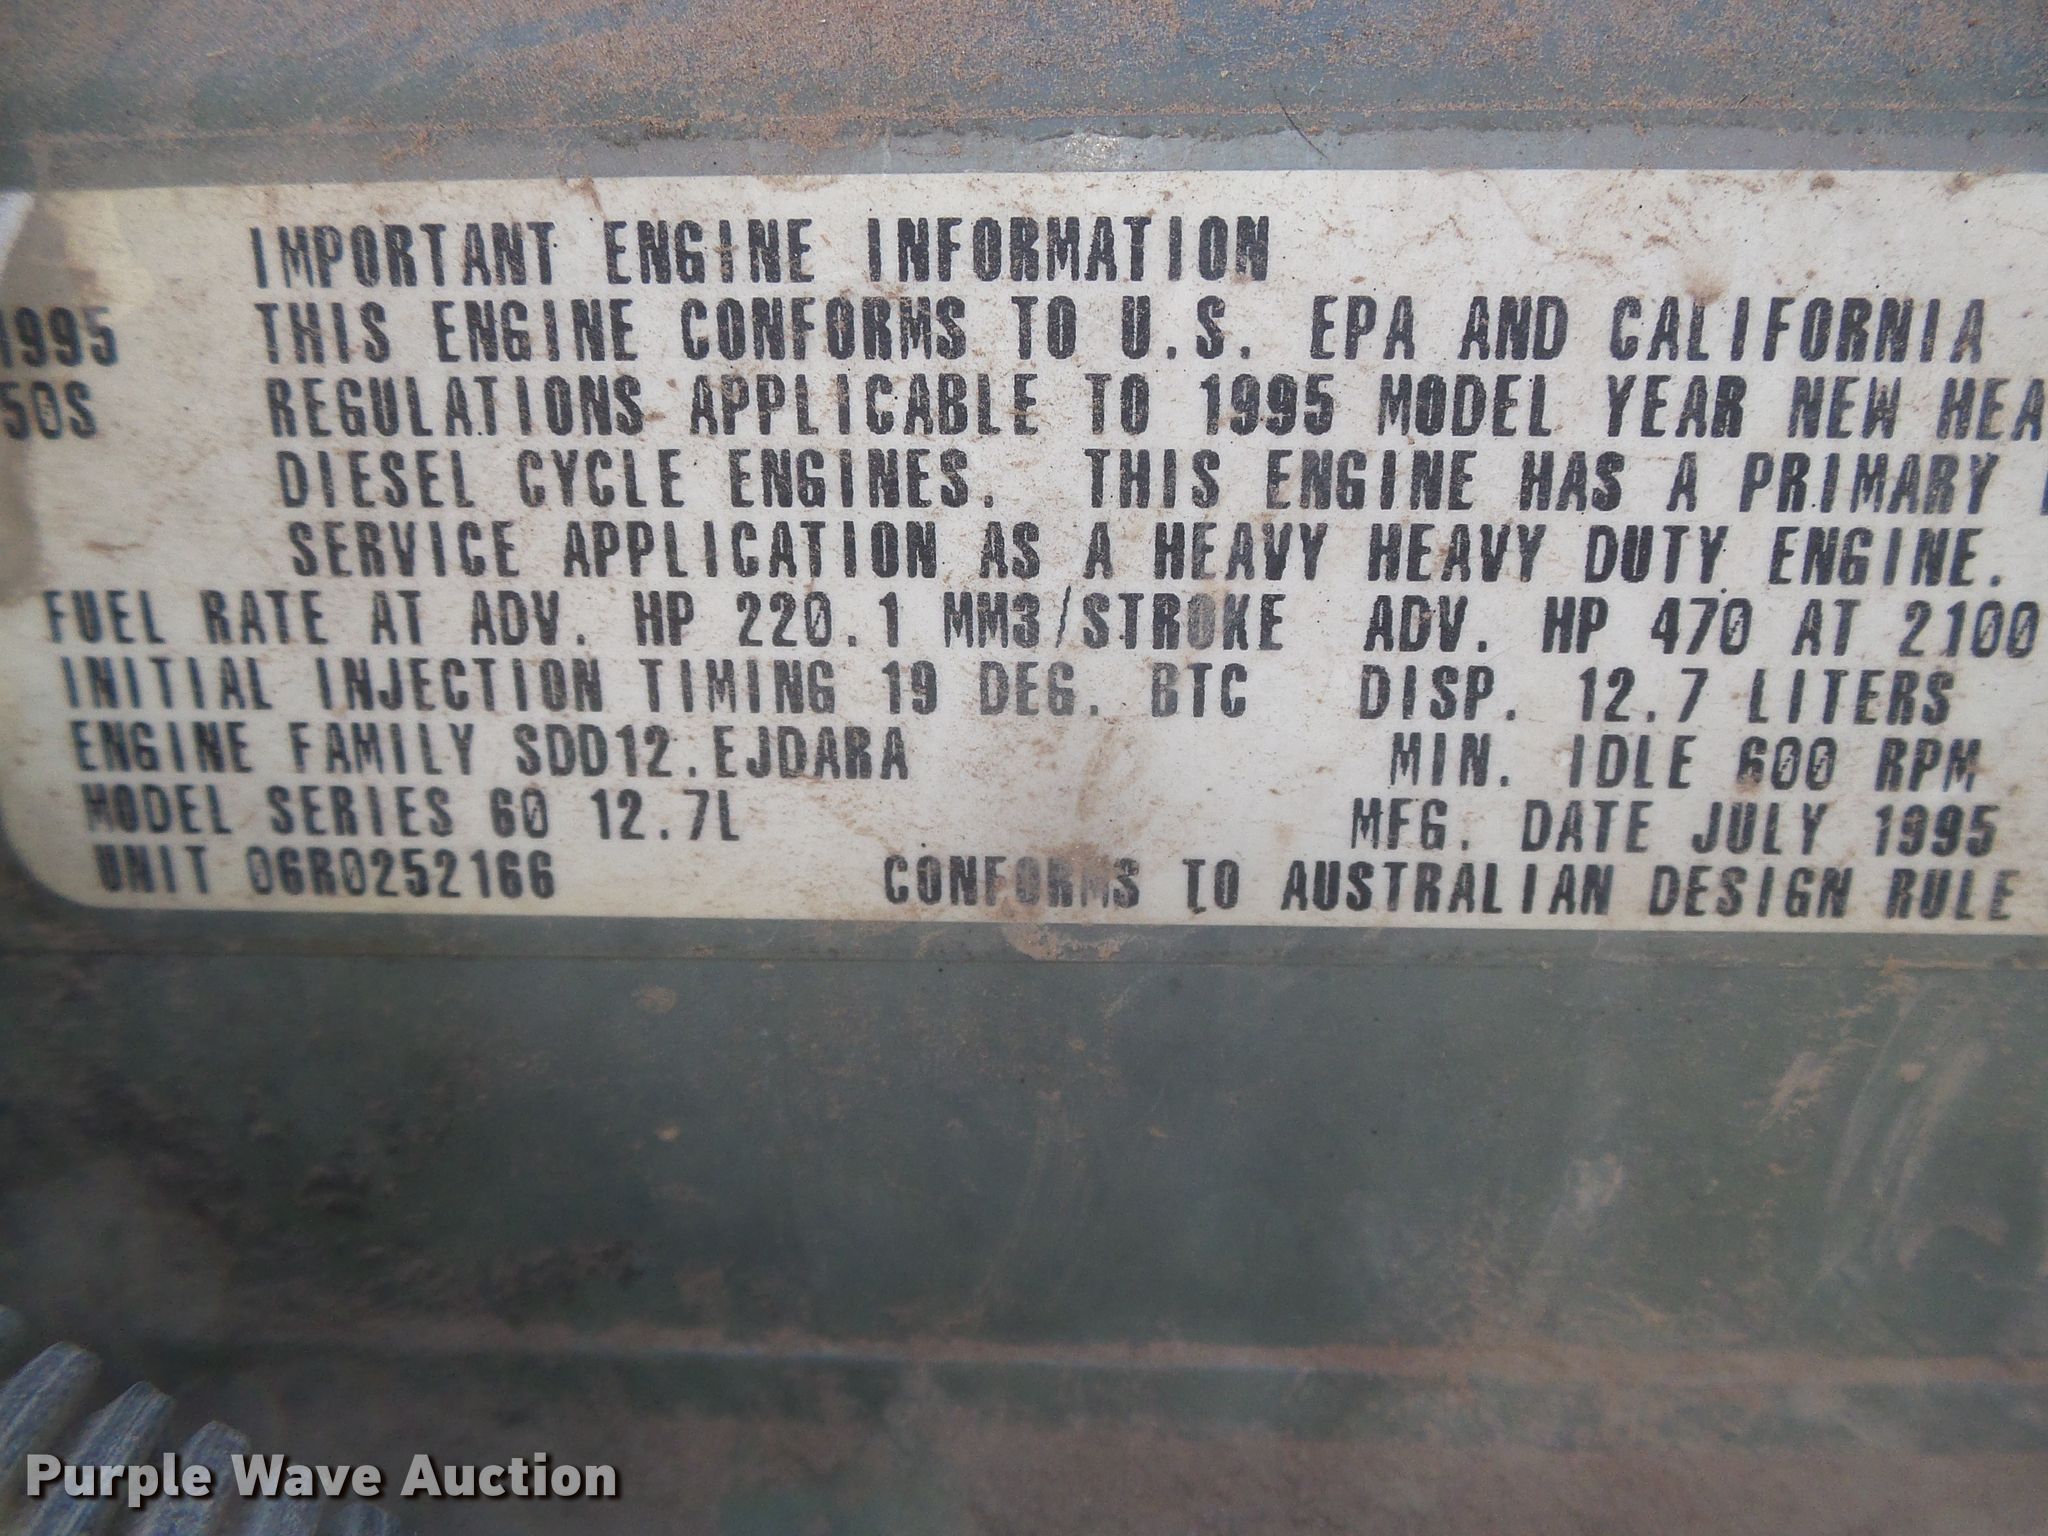 IMPORTANT ENGINE INFORMATION
1995 THIS ENGINE CONFORMS TO U.S. EPA AND CALIFORNIA
50S REGULATIONS APPLICABLE TO 1995 MODEL YEAR NEW HEA
DIESEL CYCLE ENGINES. THIS ENGINE HAS A PRIMARY
SERVICE APPLICATION AS A HEAVY HEAVY DUTY ENGINE.
FUEL RATE AT ADV. HP 220.1 MM3/STROKE ADV. HP 470 AT 2100
INITIAL INJECTION TIMING 19 DEG. BTC DISP. 12.7 LITERS
ENGINE FAMILY SDD12.EJDARA MIN. IDLE 600 RPM
MODEL SERIES 60 12.7L MFG. DATE JULY 1995
UNIT 06R0252166 CONFORMS TO AUSTRALIAN DESIGN RULE
Purple Wave Auction